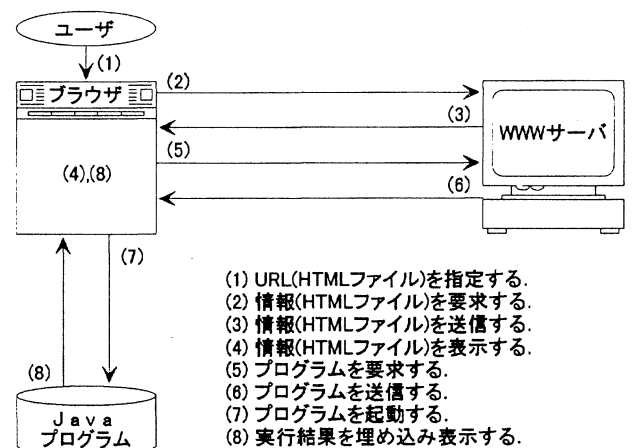 ユーザ
(1)
ブラウザ
(2)
(3)
WWWサーバ
(4),(8)
(5)
(6)
(7)
(8)
Java
プログラム
(1) URL(HTMLファイル)を指定する.
(2) 情報(HTMLファイル)を要求する.
(3) 情報(HTMLファイル)を送信する.
(4) 情報(HTMLファイル)を表示する.
(5) プログラムを要求する.
(6) プログラムを送信する.
(7) プログラムを起動する.
(8) 実行結果を埋め込み表示する.